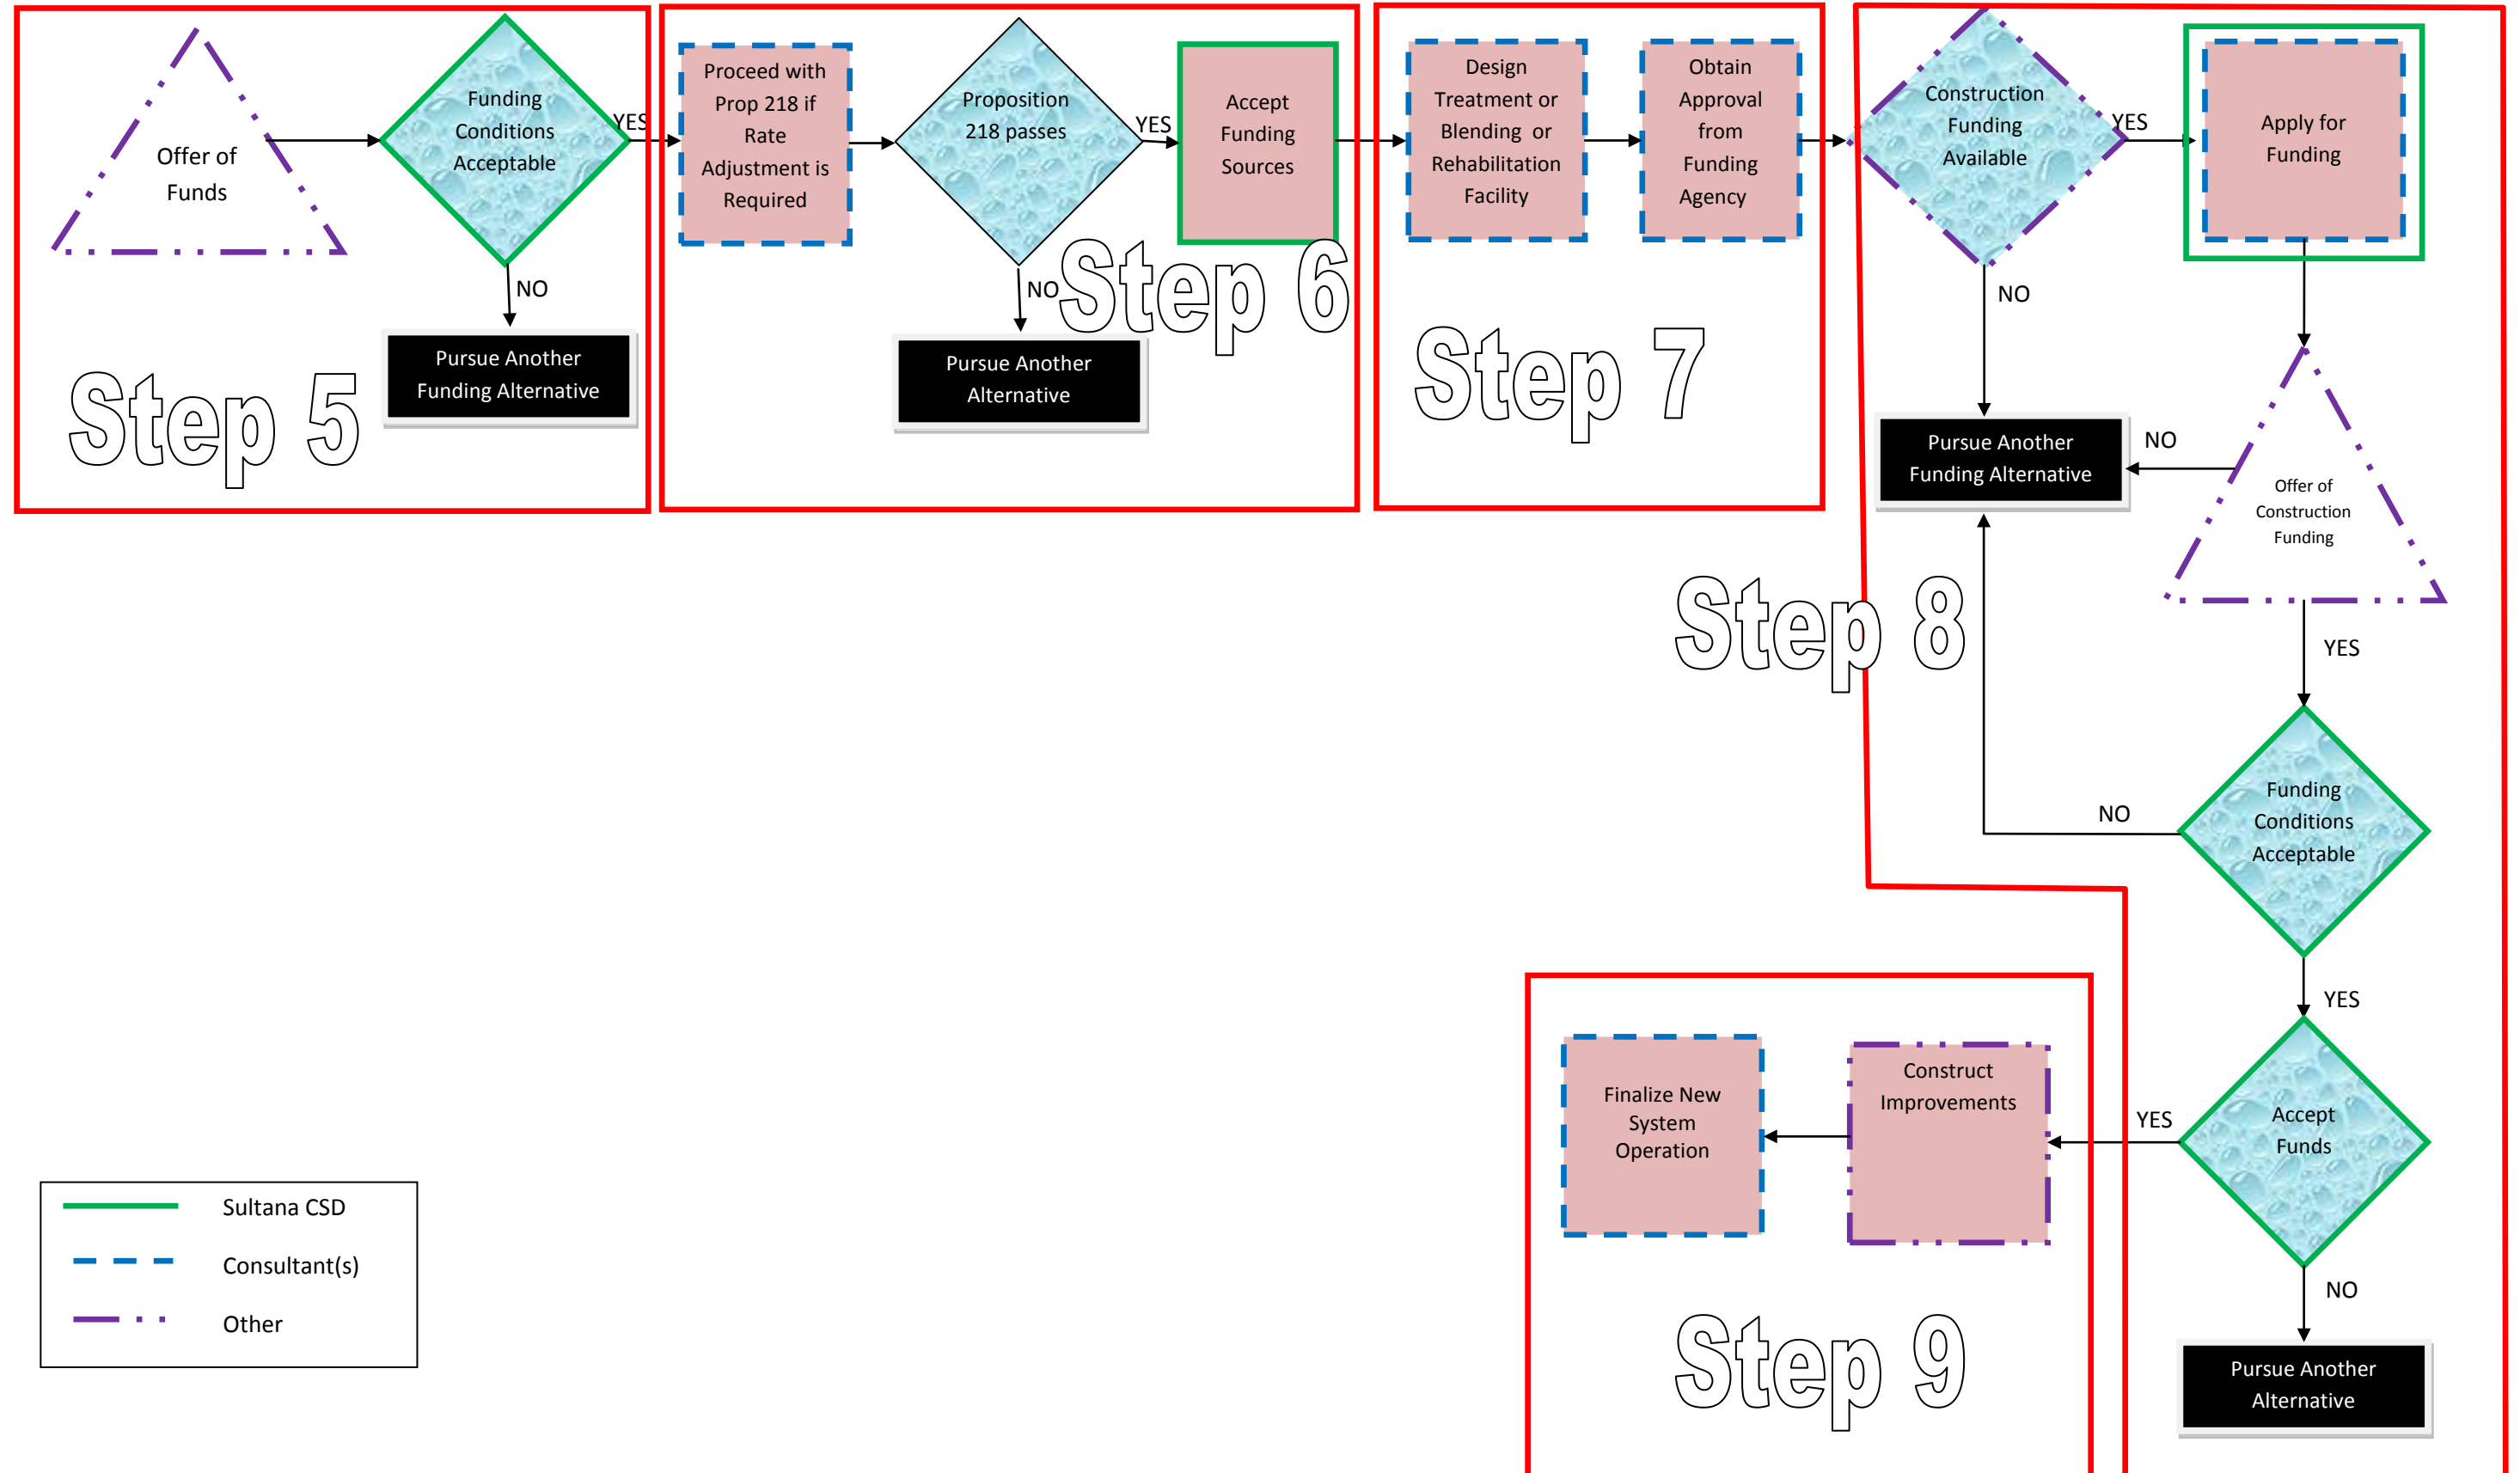 Offer of
Funds
Funding
Conditions
Acceptable
YES
NO
Pursue Another
Funding Alternative
Step 5
Proceed with
Prop 218 if
Rate
Adjustment is
Required
Proposition
218 passes
YES
NO
Pursue Another
Alternative
Accept
Funding
Sources
Step 6
Design
Treatment or
Blending or
Rehabilitation
Facility
Obtain
Approval
from
Funding
Agency
Step 7
Construction
Funding
Available
YES
NO
Apply for
Funding
Pursue Another
Funding Alternative
NO
Offer of
Construction
Funding
YES
Step 8
Funding
Conditions
Acceptable
NO
YES
Accept
Funds
YES
NO
Pursue Another
Alternative
Construct
Improvements
Finalize New
System
Operation
Step 9
Sultana CSD
Consultant(s)
Other